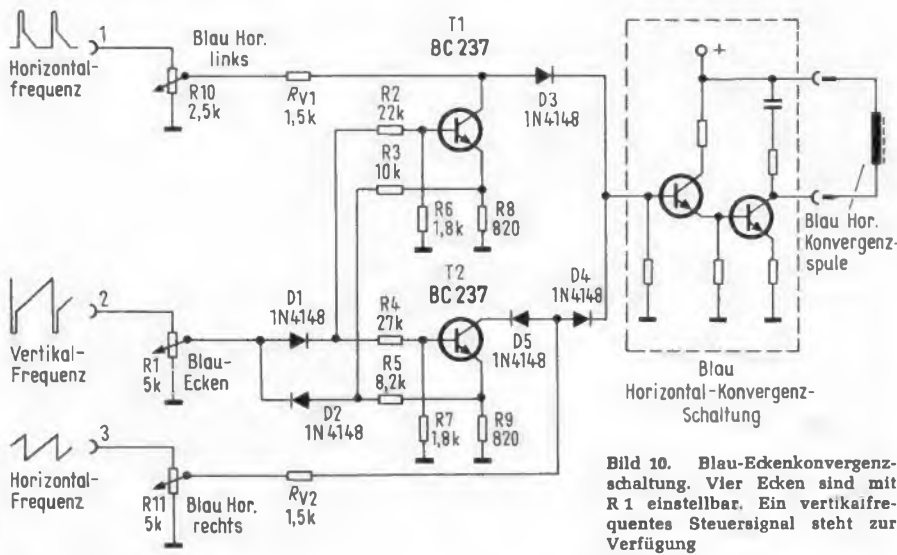 1
Horizontal-
frequenz
Blau Hor.
links
R10
2,5k
RV1
1,5k
T1
BC 237
R2
22k
R3
10k
R6
1,8k
R8
820
D3
1N4148
+
Blau Hor.
Konvergenz-
spule
2
Vertikal-
Frequenz
R1
5k
Blau-
Ecken
D1
1N4148
D2
1N4148
T2
BC 237
R4
27k
R5
8,2k
R7
1,8k
R9
820
D4
1N4148
D5
1N4148
Blau
Horizontal-Konvergenz-
Schaltung
3
Horizontal-
Frequenz
R11
5k
Blau Hor.
rechts
RV2
1,5k
Bild 10. Blau-Eckenkonvergenz-
schaltung. Vier Ecken sind mit
R 1 einstellbar. Ein vertikalfre-
quentes Steuersignal steht zur
Verfügung